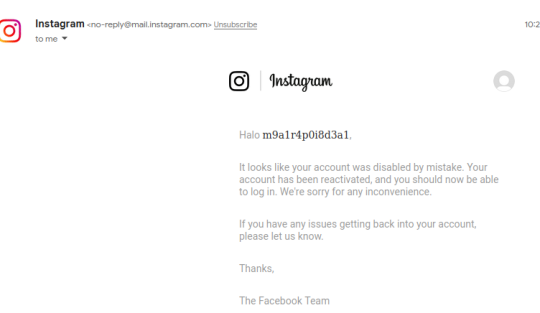 Instagram <no-reply@mail.instagram.com> Unsubscribe
10:2
to me
Instagram
Halo m9a1r4p0i8d3a1,
It looks like your account was disabled by mistake. Your
account has been reactivated, and you should now be able
to log in. We're sorry for any inconvenience.
If you have any issues getting back into your account,
please let us know.
Thanks,
The Facebook Team